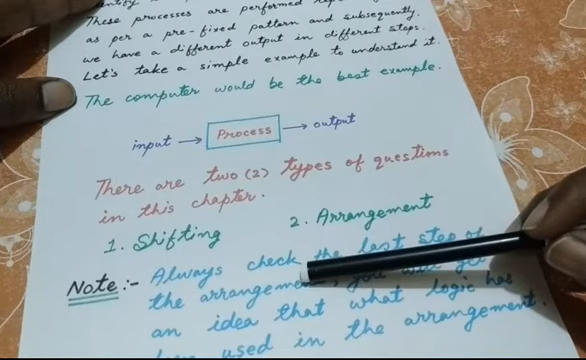 These processes are performed
as per a pre-fixed pattern and subsequently
we have a different output in different steps.
Let's take a simple example to understand it.
The computer would be the best example.
input → Process → output
There are two (2) types of questions
in this chapter.
1. Shifting 2. Arrangement
Note:- Always check the last step of
the arrangement, you will get
an idea that what logic has
been used in the arrangement.